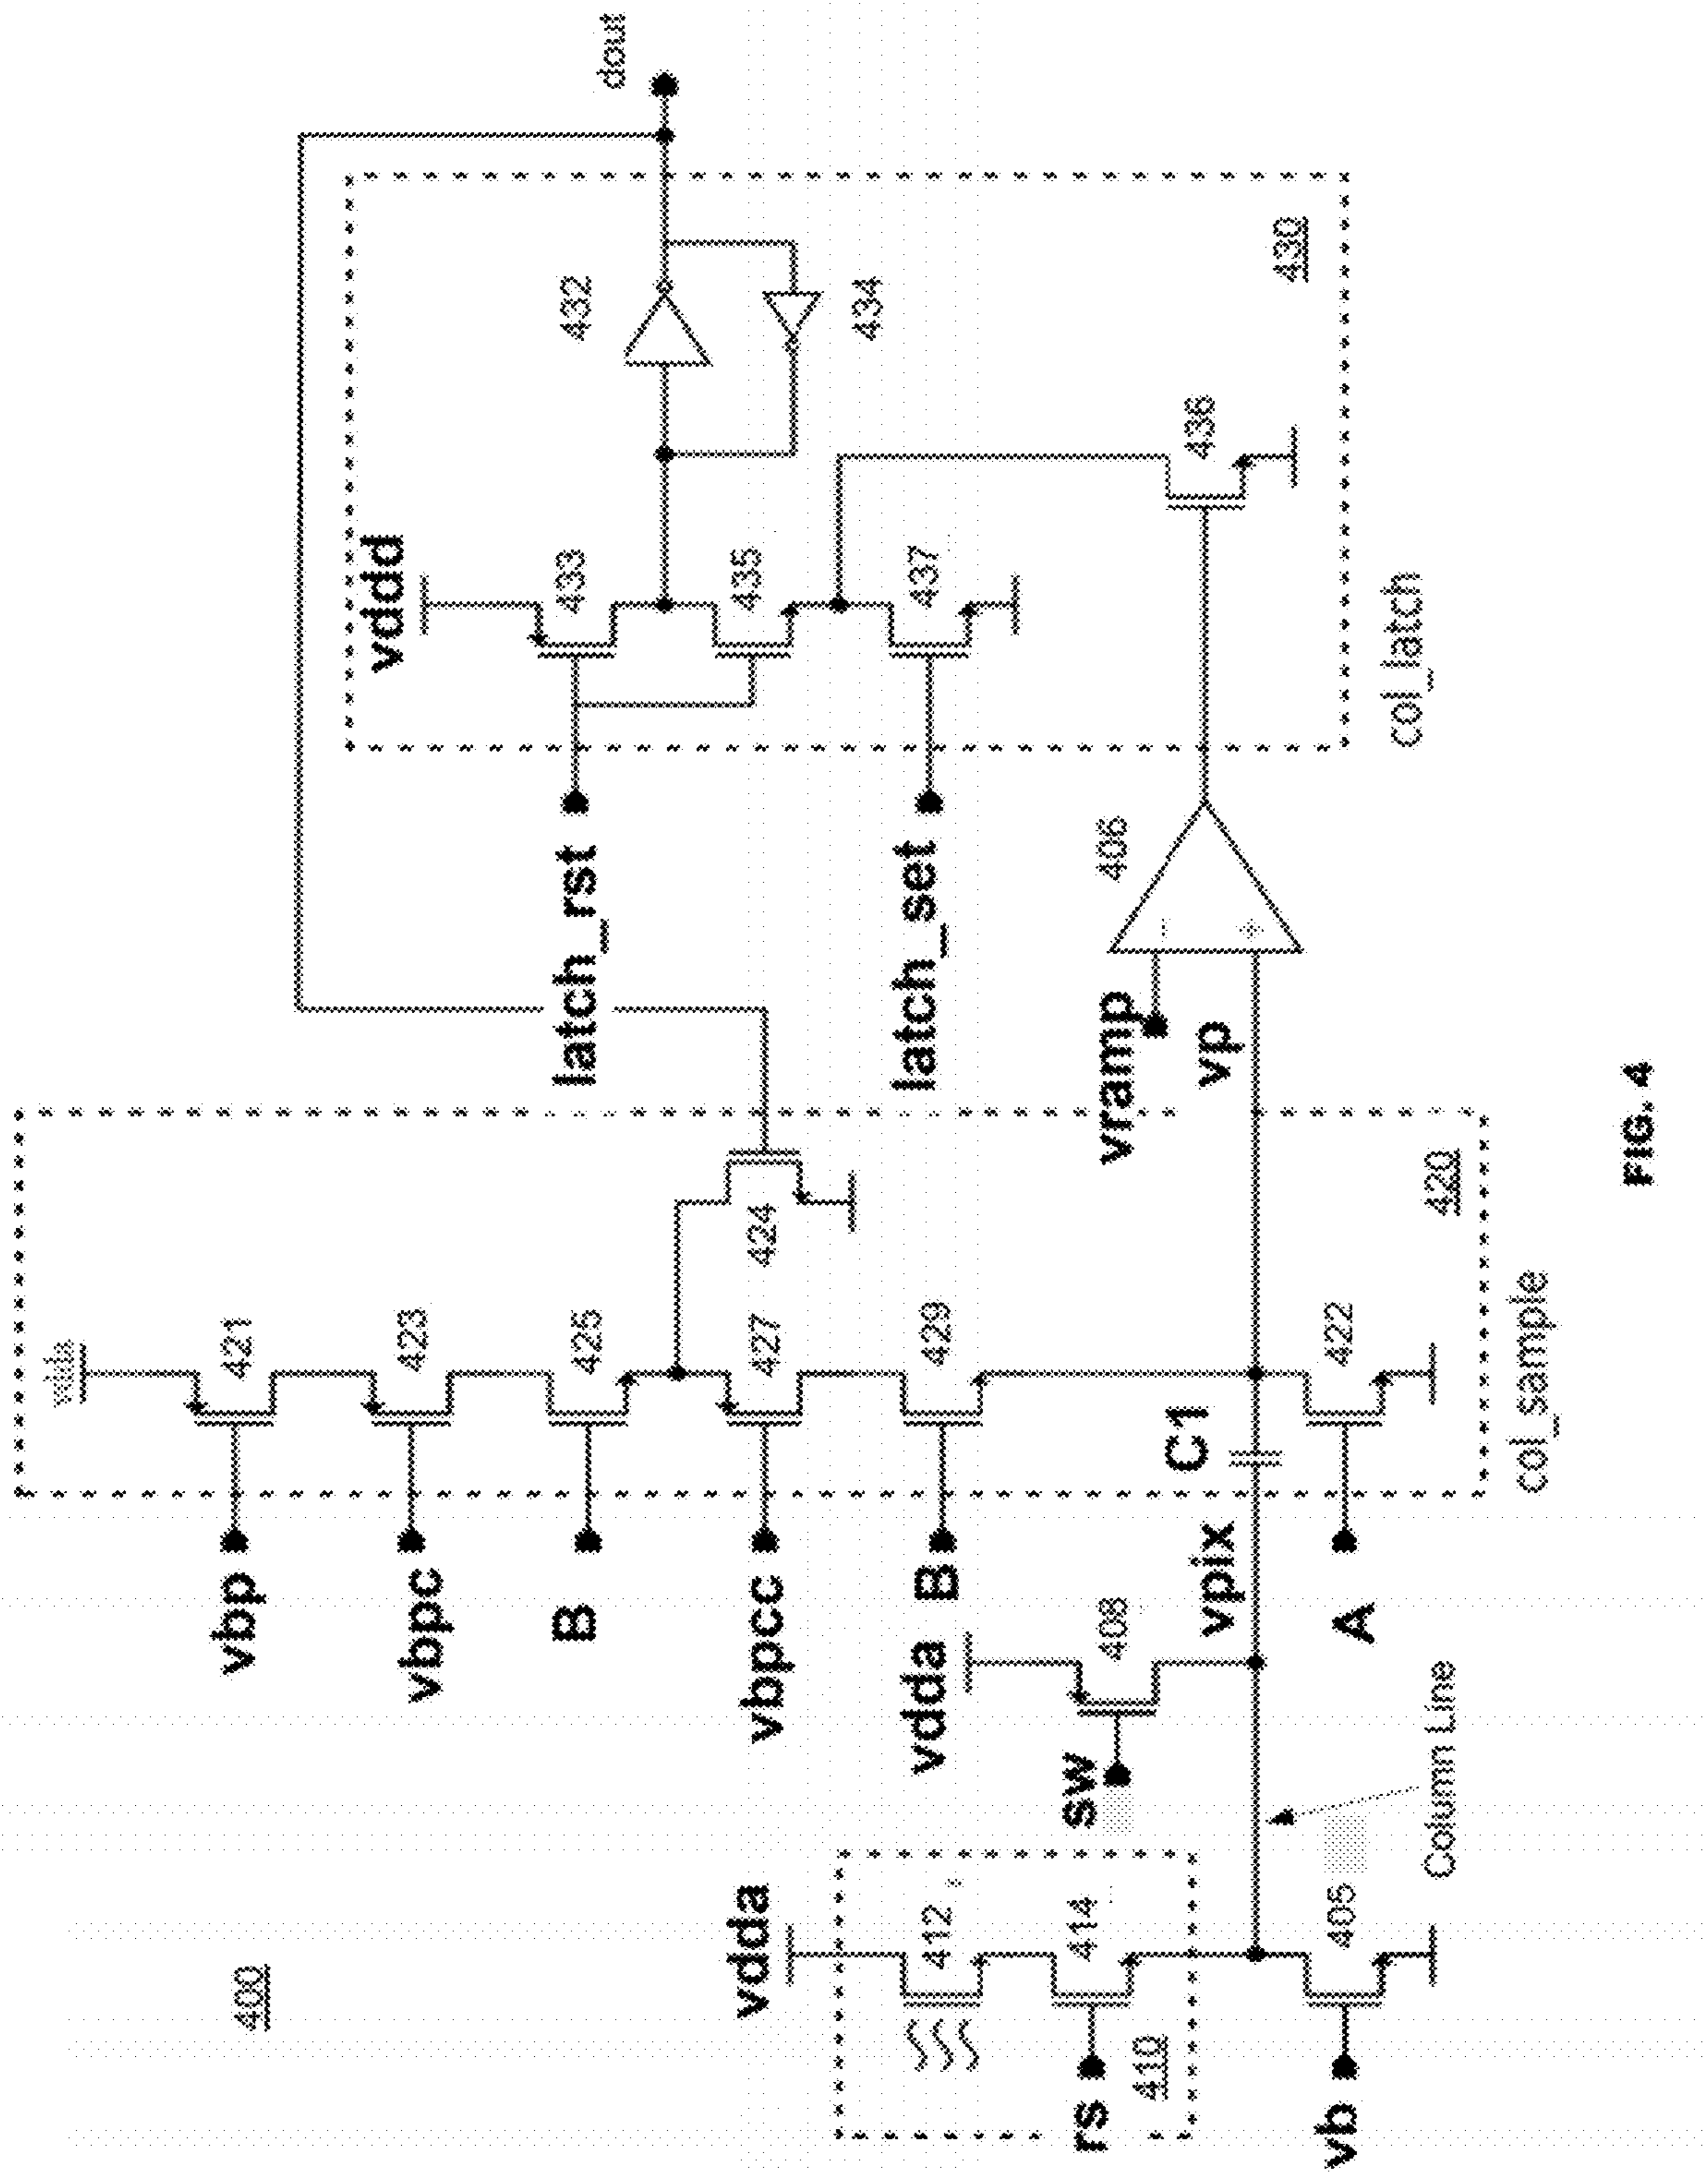 400
vdda
412
414
rs
410
vb
405
Column Line
vdda
sw
408
vpix
C1
vbp
vbpc
B
vbpcc
B
A
vdda
421
423
425
427
429
422
424
420
col_sample
vramp
vp
406
latch_rst
latch_set
vddd
433
435
437
432
434
436
430
col_latch
dout
FIG. 4